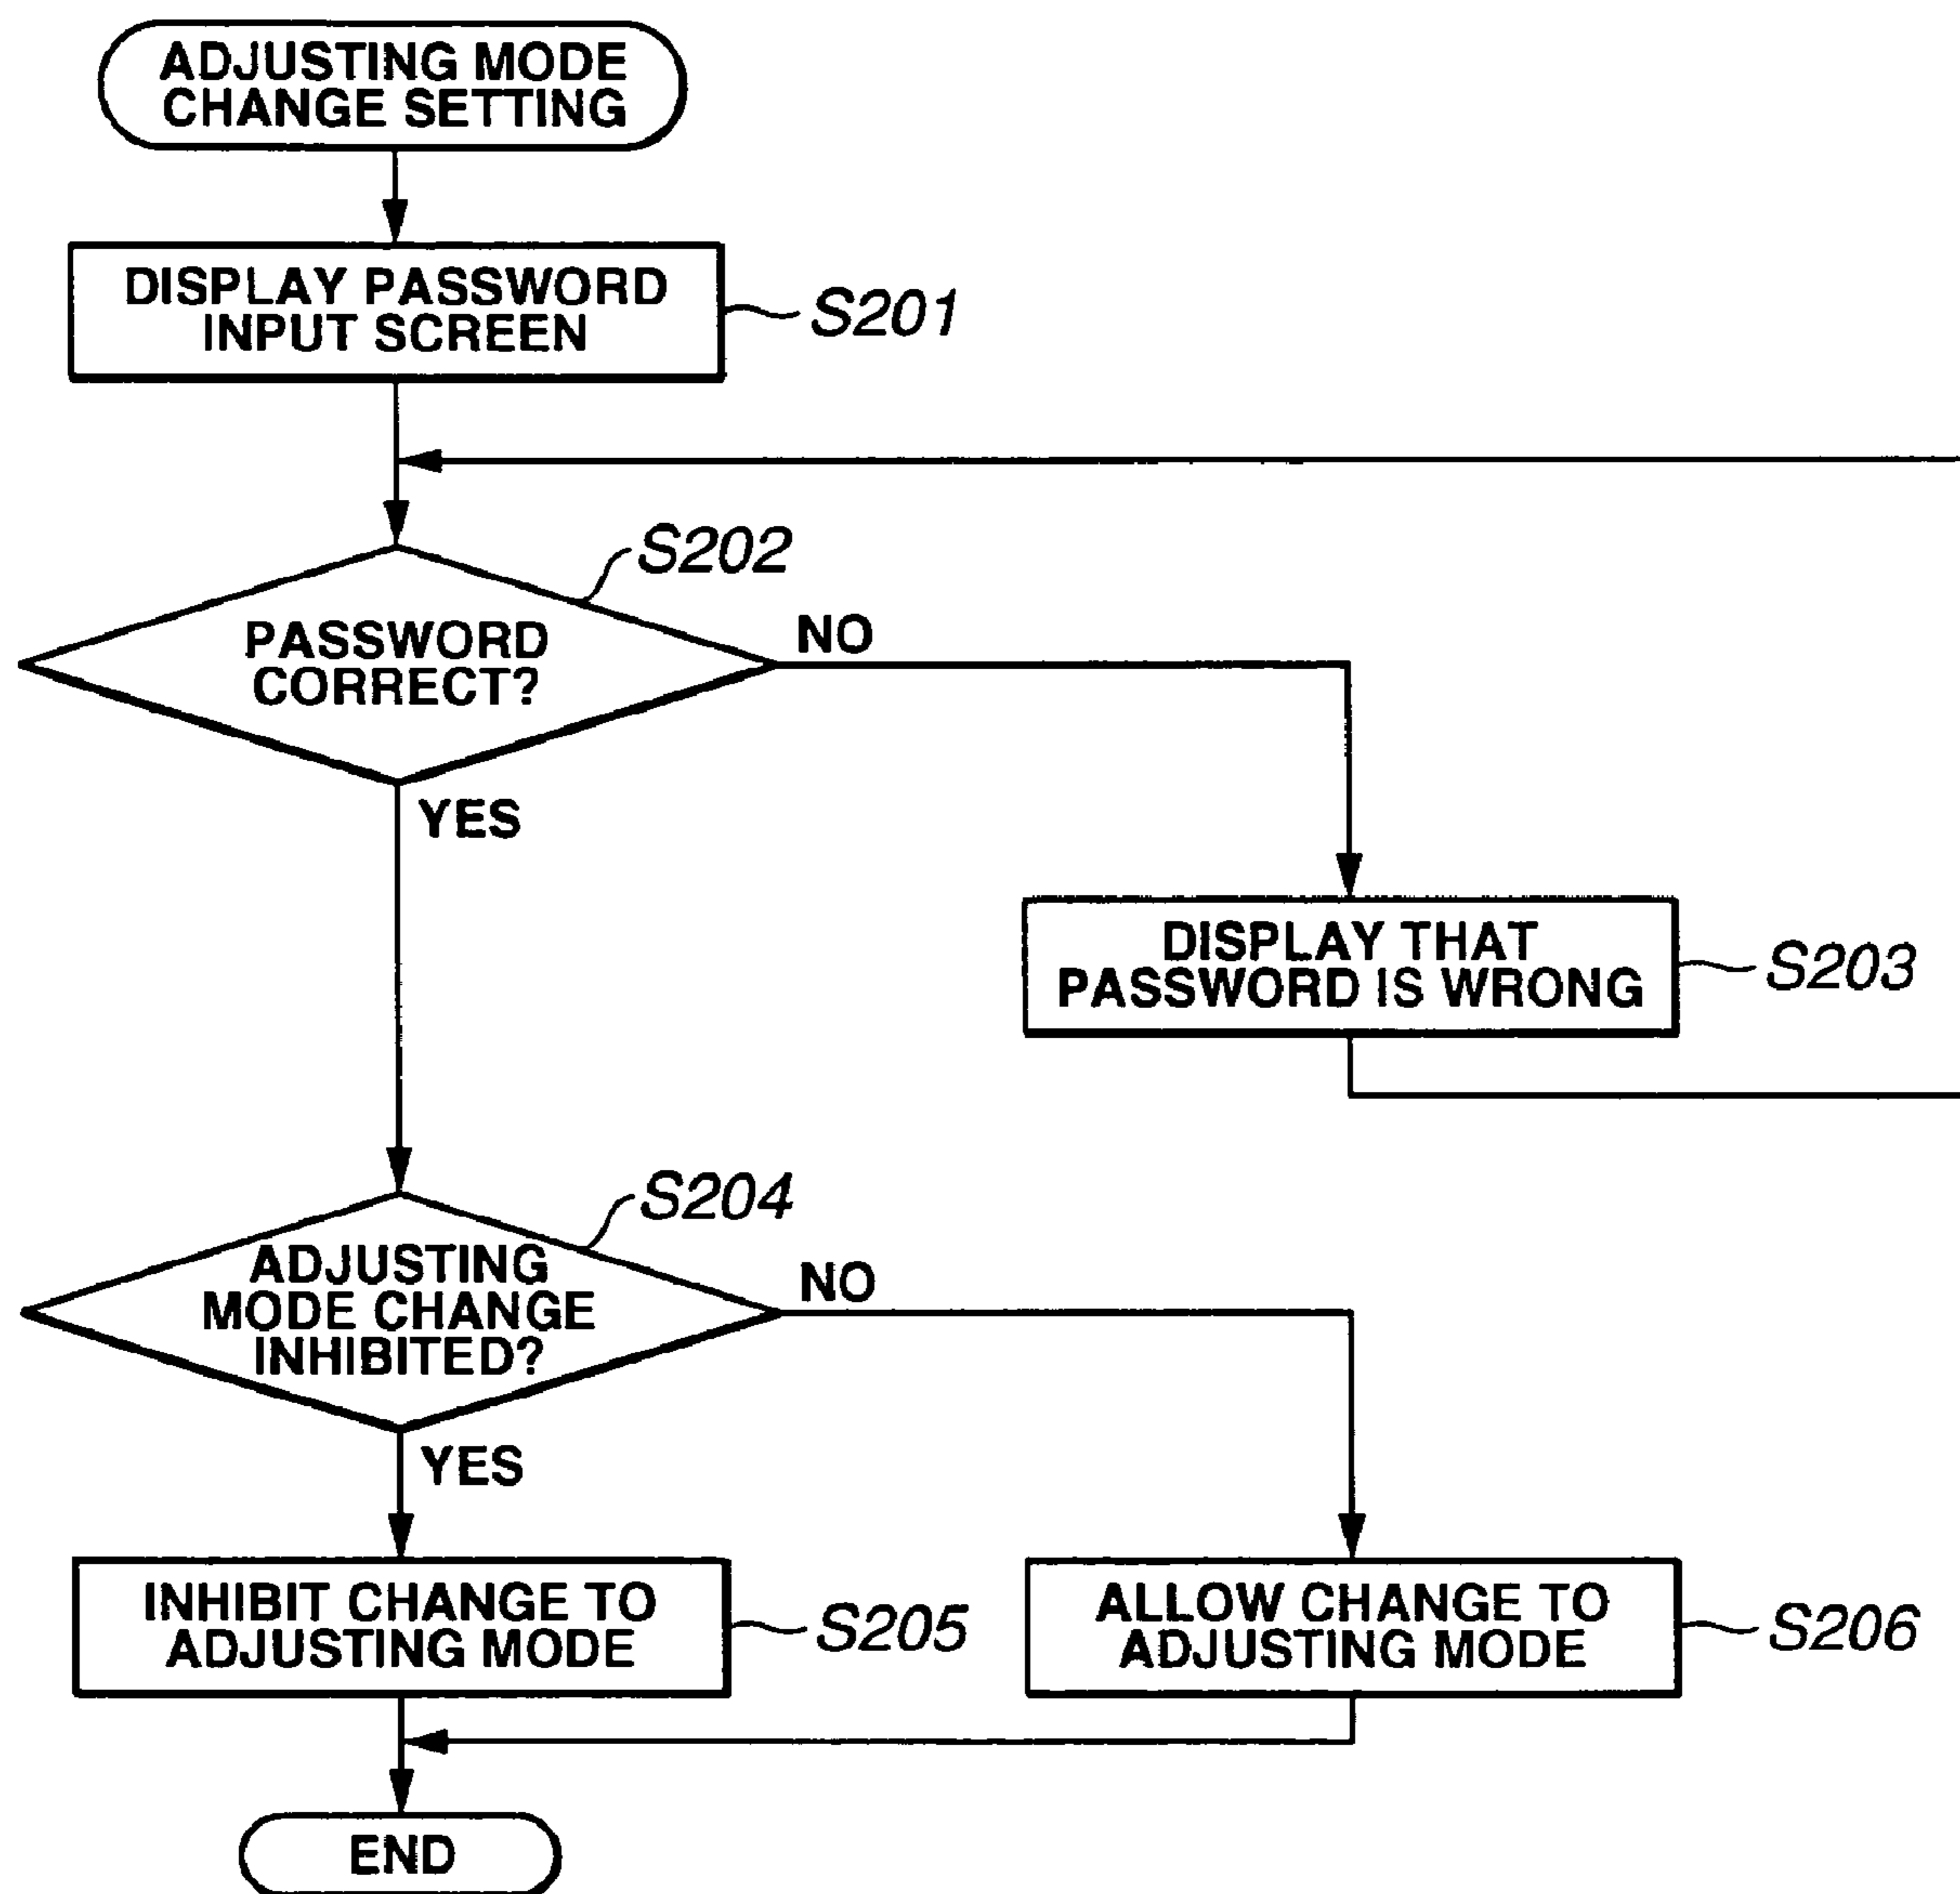 ADJUSTING MODE
CHANGE SETTING
DISPLAY PASSWORD
INPUT SCREEN
S201
S202
PASSWORD
CORRECT?
NO
YES
DISPLAY THAT
PASSWORD IS WRONG
S203
S204
ADJUSTING
MODE CHANGE
INHIBITED?
NO
YES
INHIBIT CHANGE TO
ADJUSTING MODE
S205
ALLOW CHANGE TO
ADJUSTING MODE
S206
END